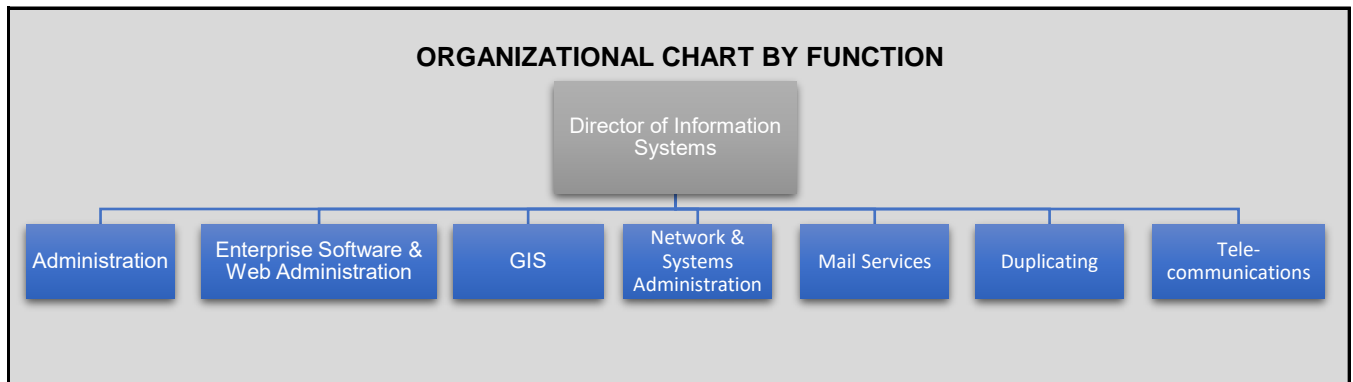 ORGANIZATIONAL CHART BY FUNCTION
Director of Information
Systems
Administration
Enterprise Software &
Web Administration
GIS
Network &
Systems
Administration
Mail Services
Duplicating
Tele-
communications